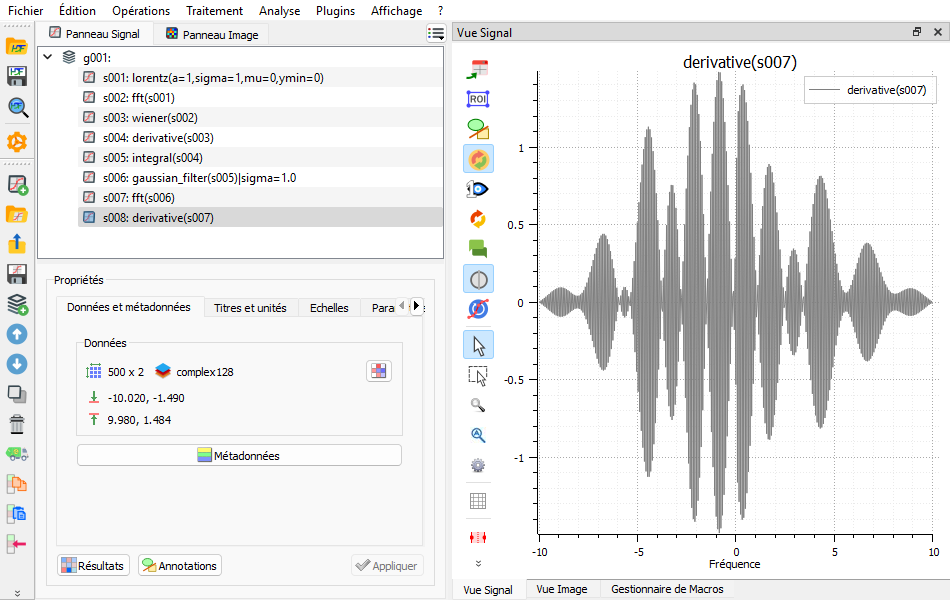 Fichier Édition Opérations Traitement Analyse Plugins Affichage ?
Panneau Signal Panneau Image
g001:
s001: lorentz(a=1,sigma=1,mu=0,ymin=0)
s002: fft(s001)
s003: wiener(s002)
s004: derivative(s003)
s005: integral(s004)
s006: gaussian_filter(s005)|sigma=1.0
s007: fft(s006)
s008: derivative(s007)
Propriétés
Données et métadonnées Titres et unités Echelles Para
Données
500 x 2 complex128
-10.020, -1.490
9.980, 1.484
Métadonnées
Résultats Annotations Appliquer
Vue Signal
ROI
derivative(s007)
derivative(s007)
1
0.5
0
-0.5
-1
-10 -5 0 5 10
Fréquence
Vue Signal Vue Image Gestionnaire de Macros